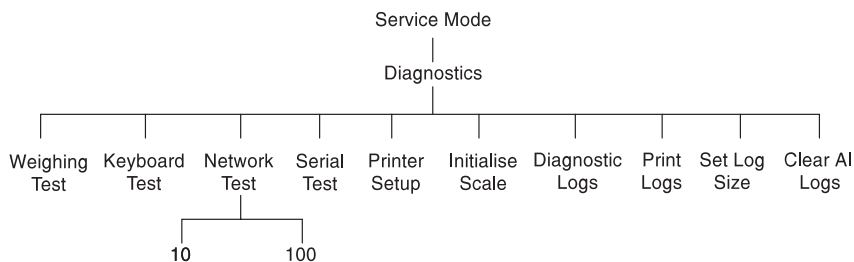 Service Mode
Diagnostics
Weighing Test
Keyboard Test
Network Test
Serial Test
Printer Setup
Initialise Scale
Diagnostic Logs
Print Logs
Set Log Size
Clear Al Logs
10
100